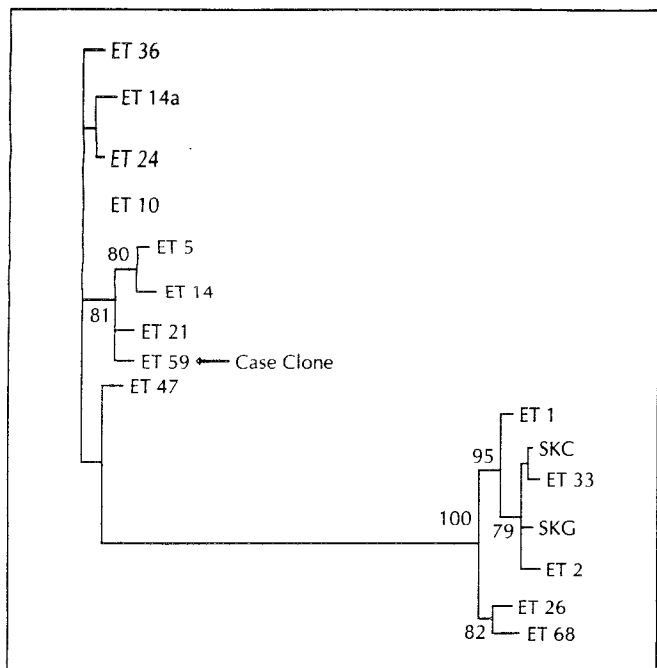 ET 36
ET 14a
ET 24
ET 10
80
ET 5
ET 14
81
ET 21
ET 59
Case Clone
ET 47
ET 1
95
SKC
ET 33
100
79
SKG
ET 2
ET 26
82
ET 68